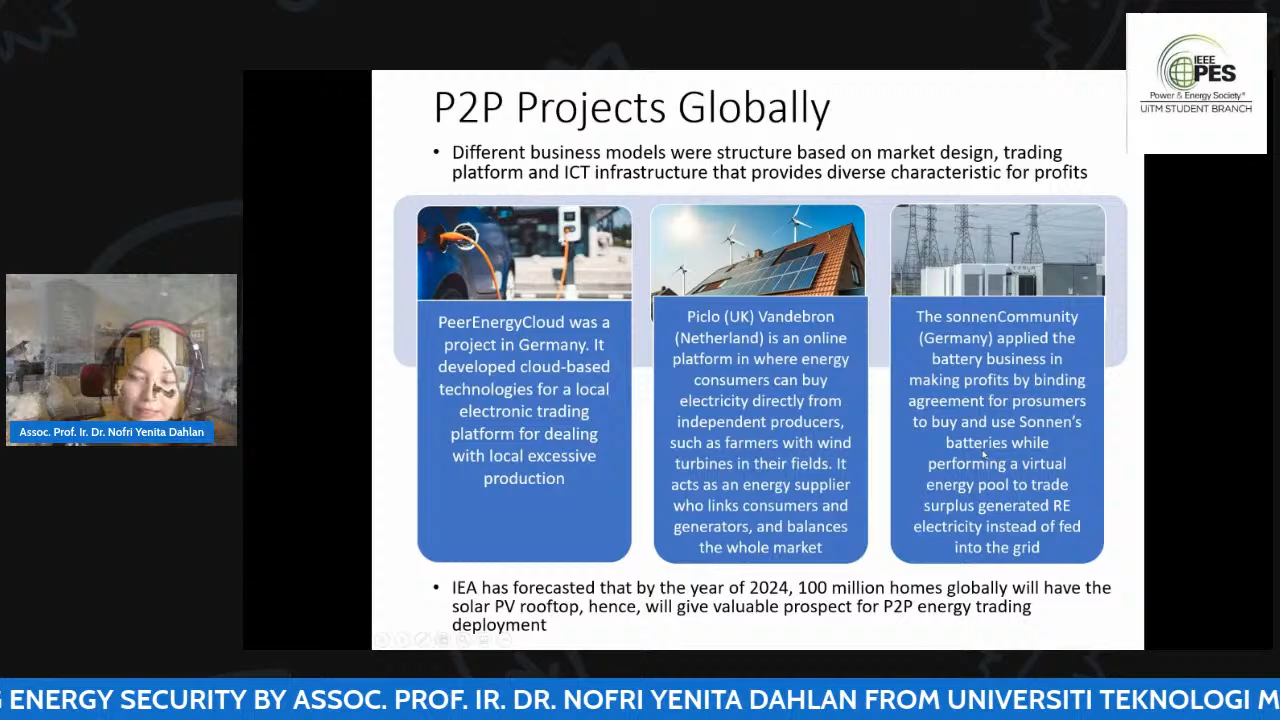 IEEE
PES
Power & Energy Society®
UiTM STUDENT BRANCH
P2P Projects Globally
• Different business models were structure based on market design, trading
platform and ICT infrastructure that provides diverse characteristic for profits
PeerEnergyCloud was a
project in Germany. It
developed cloud-based
technologies for a local
electronic trading
platform for dealing
with local excessive
production
Piclo (UK) Vandebron
(Netherland) is an online
platform in where energy
consumers can buy
electricity directly from
independent producers,
such as farmers with wind
turbines in their fields. It
acts as an energy supplier
who links consumers and
generators, and balances
the whole market
TESLA
The sonnenCommunity
(Germany) applied the
battery business in
making profits by binding
agreement for prosumers
to buy and use Sonnen's
batteries while
performing a virtual
energy pool to trade
surplus generated RE
electricity instead of fed
into the grid
• IEA has forecasted that by the year of 2024, 100 million homes globally will have the
solar PV rooftop, hence, will give valuable prospect for P2P energy trading
deployment
Assoc. Prof. Ir. Dr. Nofri Yenita Dahlan
ENERGY SECURITY BY ASSOC. PROF. IR. DR. NOFRI YENITA DAHLAN FROM UNIVERSITI TEKNOLOGI M